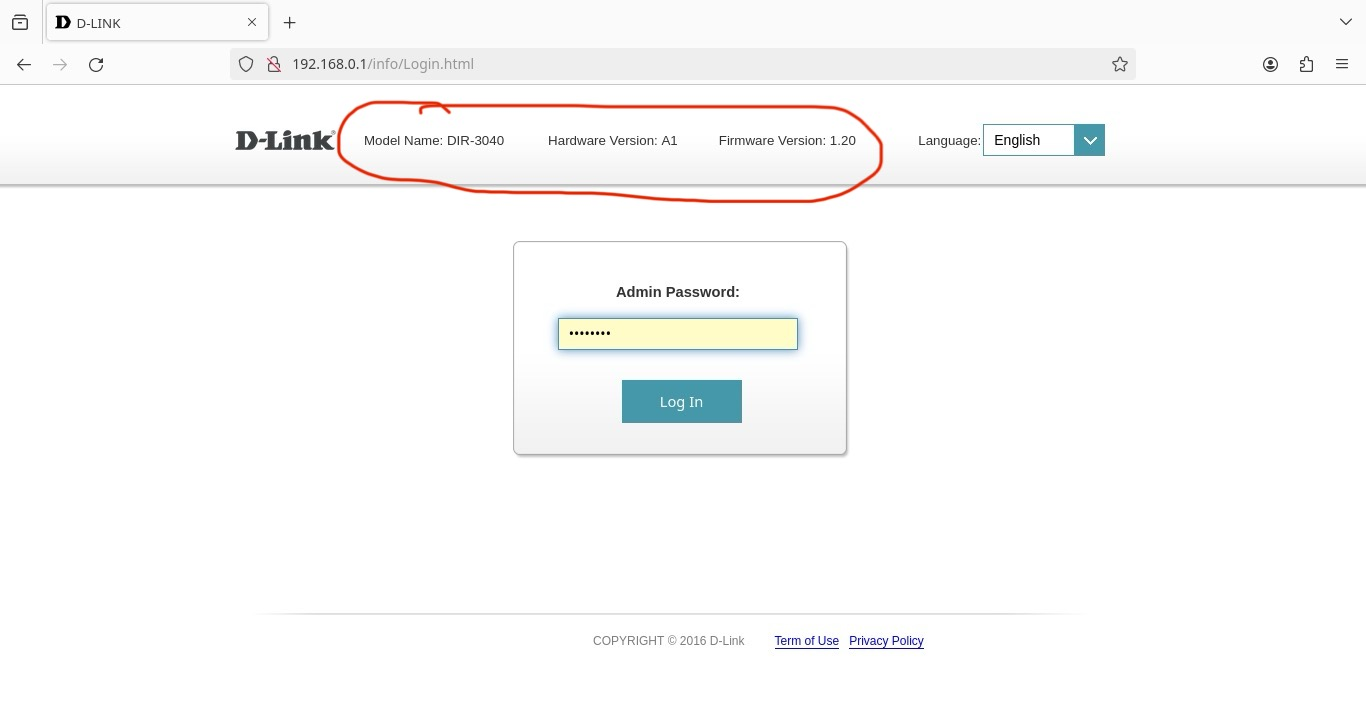 D-LINK
192.168.0.1/info/Login.html
D-Link Model Name: DIR-3040 Hardware Version: A1 Firmware Version: 1.20 Language: English
Admin Password:
••••••••
Log In
COPYRIGHT © 2016 D-Link Term of Use Privacy Policy